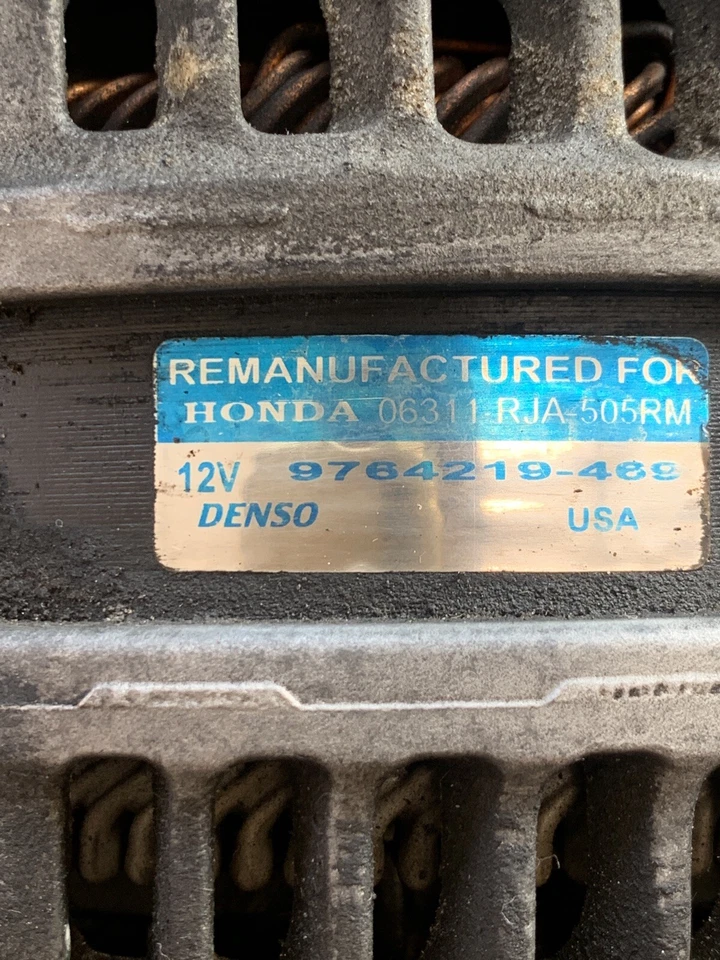 REMANUFACTURED FOR
HONDA 06311 RJA-505RM
12V 9764219-469
DENSO USA